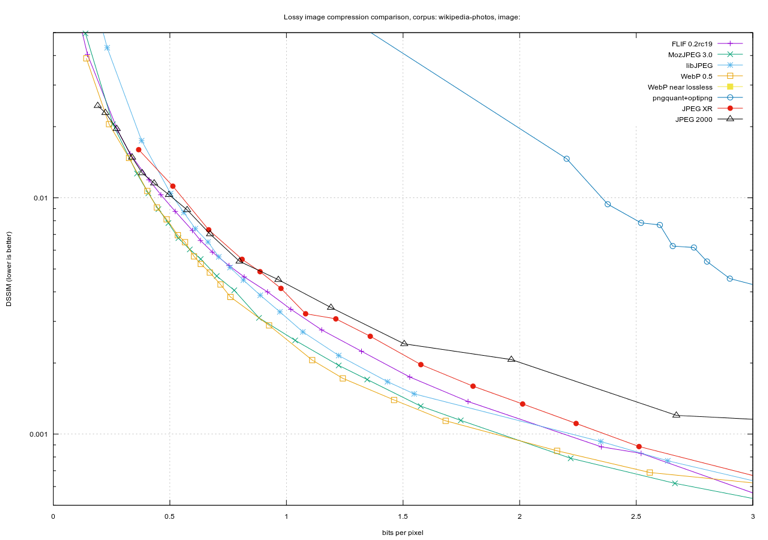 Lossy image compression comparison, corpus: wikipedia-photos, image:
FLIF 0.2rc19
MozJPEG 3.0
libJPEG
WebP 0.5
WebP near lossless
pngquant+optipng
JPEG XR
JPEG 2000
DSSIM (lower is better)
0.01
0.001
0 0.5 1 1.5 2 2.5 3
bits per pixel